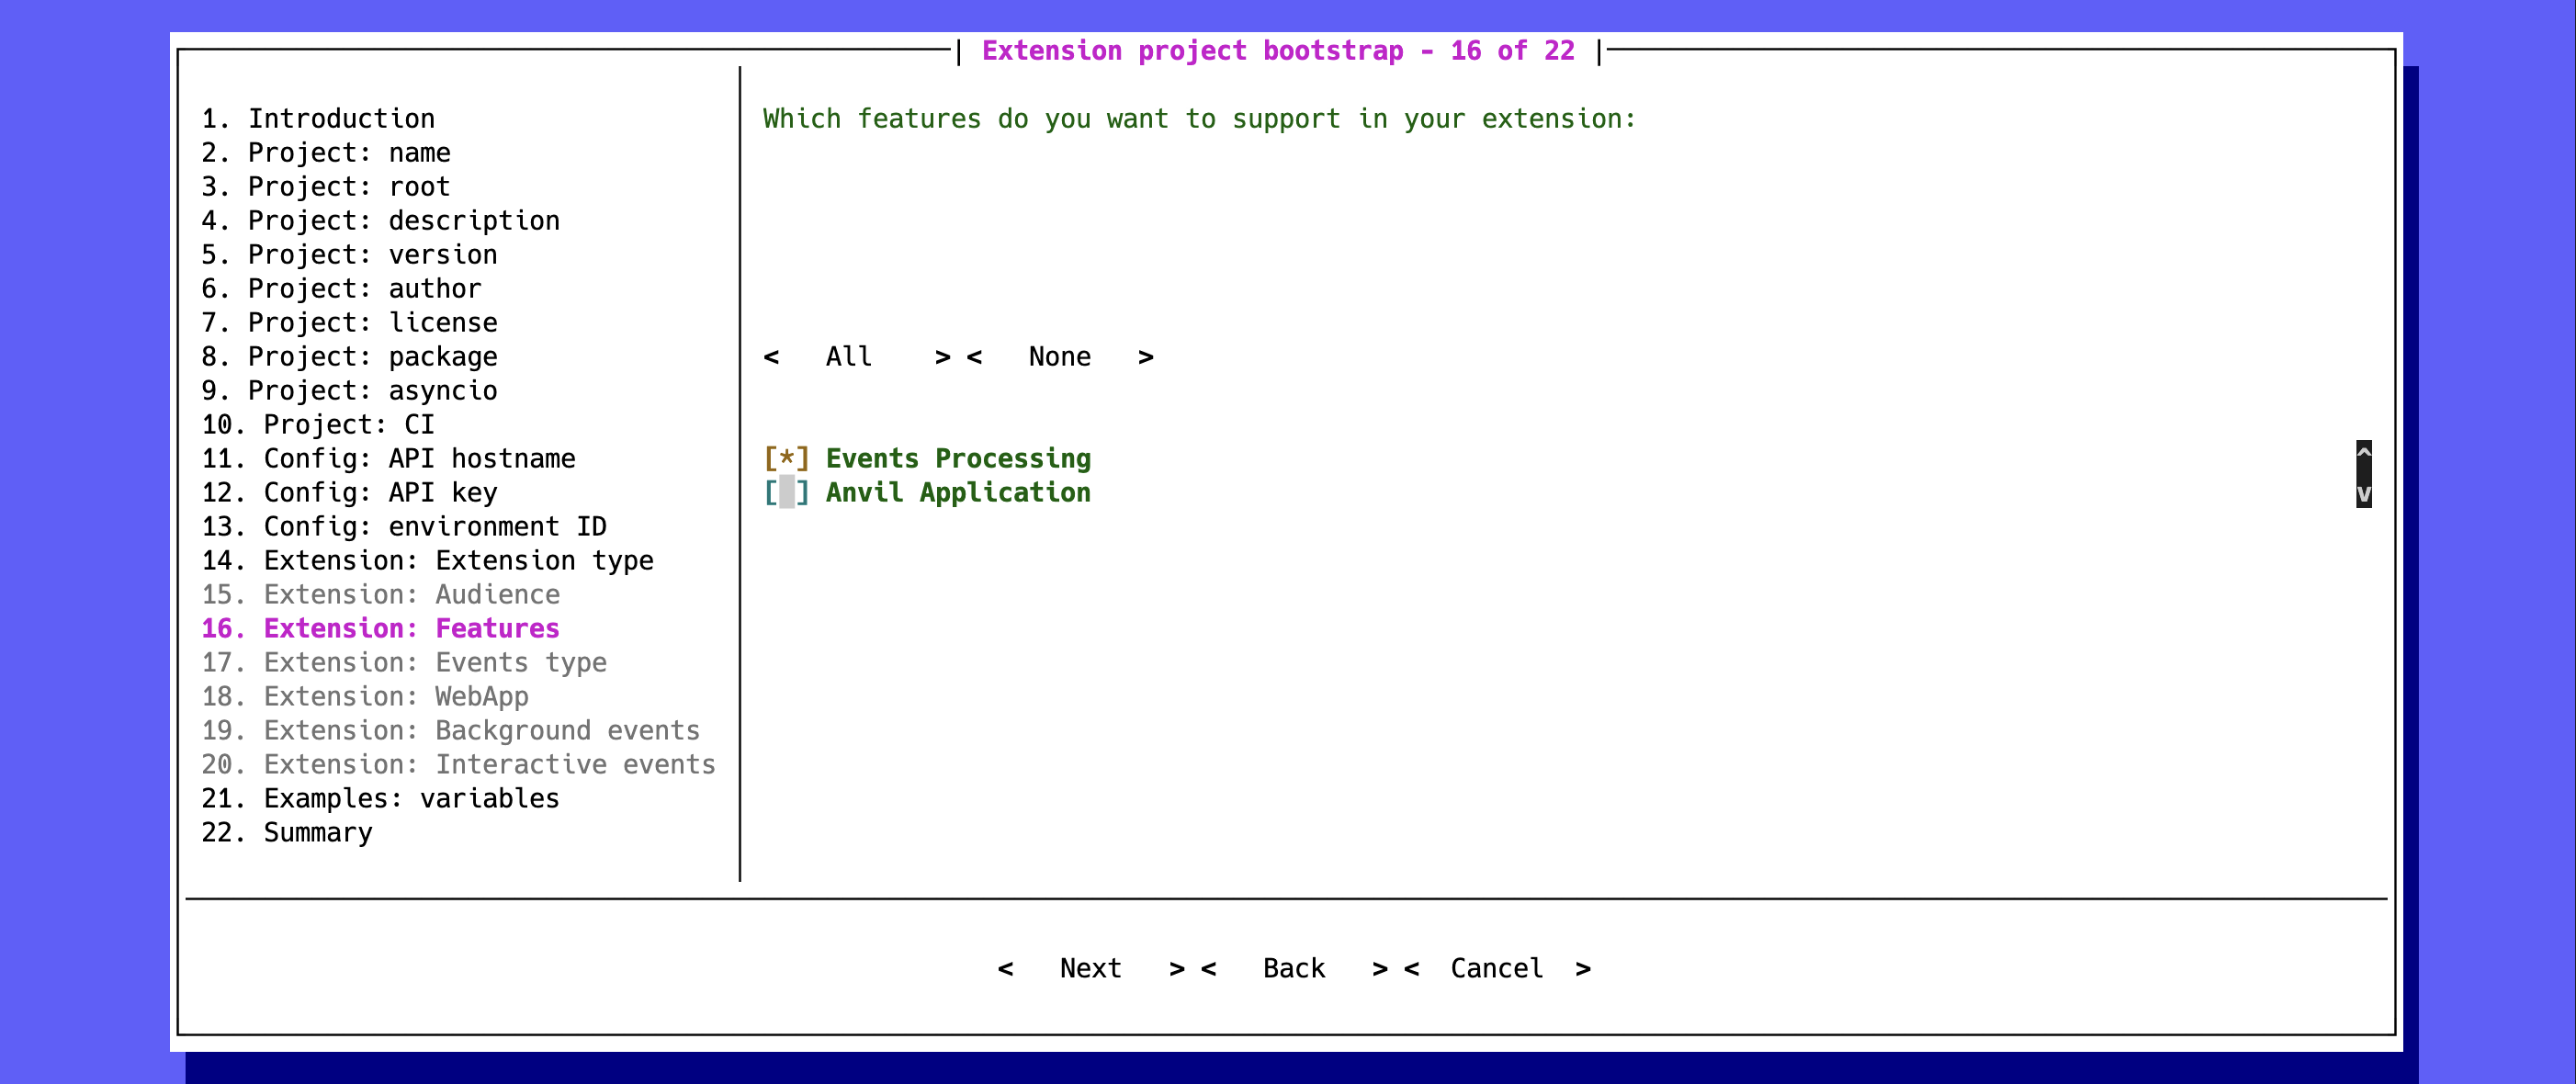 Extension project bootstrap - 16 of 22
1. Introduction
2. Project: name
3. Project: root
4. Project: description
5. Project: version
6. Project: author
7. Project: license
8. Project: package
9. Project: asyncio
10. Project: CI
11. Config: API hostname
12. Config: API key
13. Config: environment ID
14. Extension: Extension type
15. Extension: Audience
16. Extension: Features
17. Extension: Events type
18. Extension: WebApp
19. Extension: Background events
20. Extension: Interactive events
21. Examples: variables
22. Summary
Which features do you want to support in your extension:
< All > < None >
[*] Events Processing
[ ] Anvil Application
^
v
< Next > < Back > < Cancel >